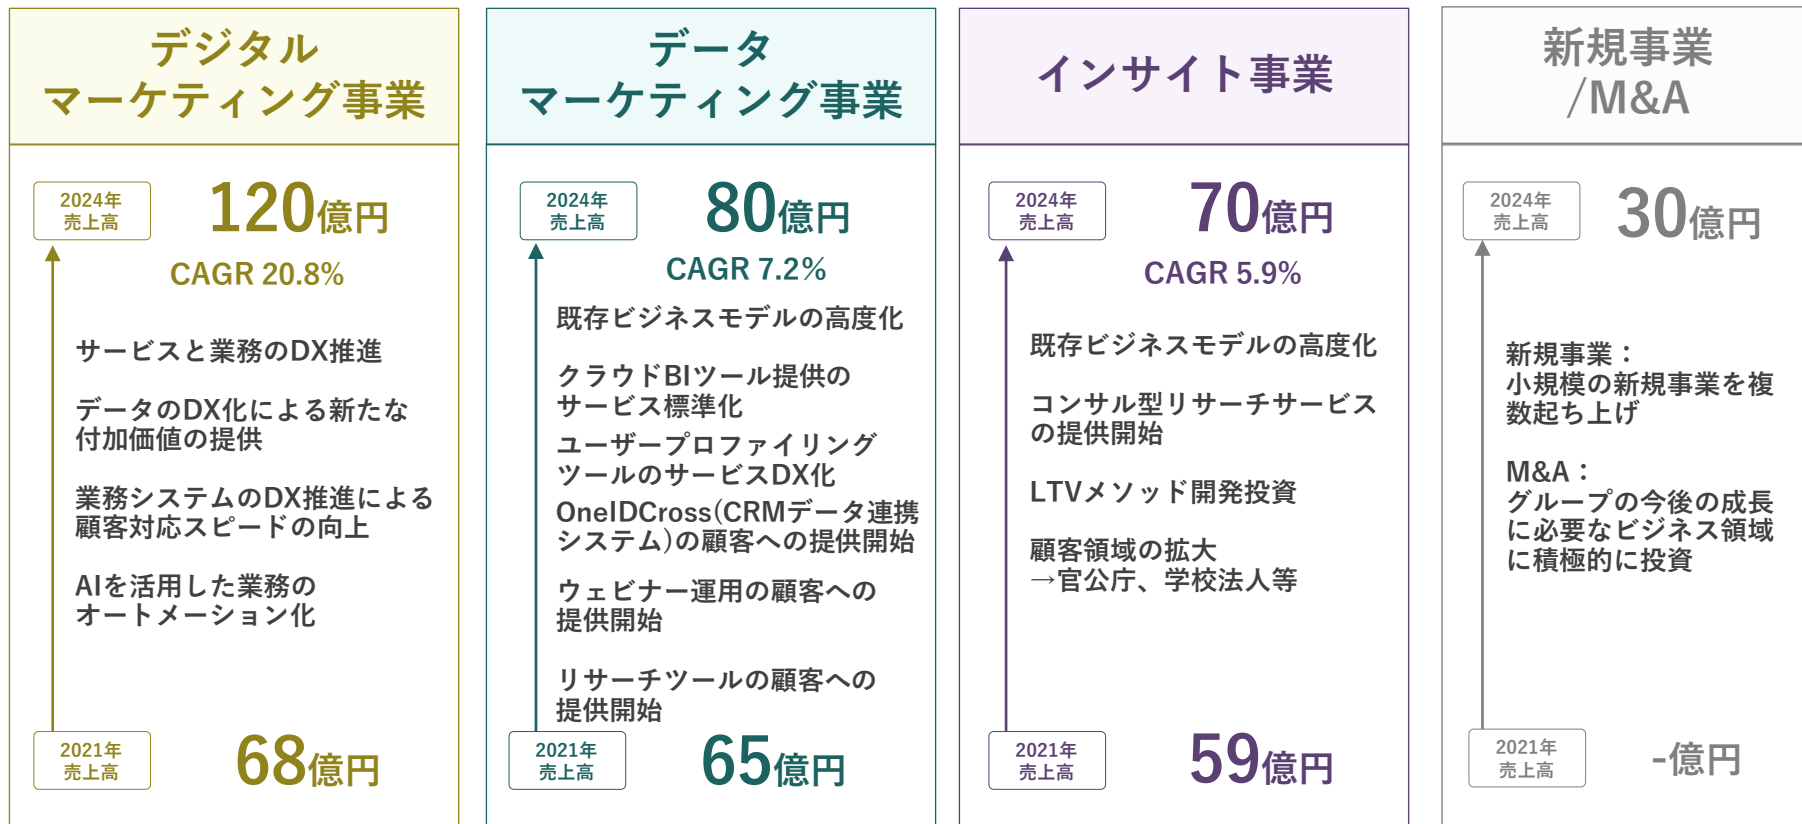 デジタル
マーケティング事業
2024年
売上高
120億円
CAGR 20.8%
サービスと業務のDX推進
データのDX化による新たな
付加価値の提供
業務システムのDX推進による
顧客対応スピードの向上
AIを活用した業務の
オートメーション化
2021年
売上高
68億円
データ
マーケティング事業
2024年
売上高
80億円
CAGR 7.2%
既存ビジネスモデルの高度化
クラウドBIツール提供の
サービス標準化
ユーザープロファイリング
ツールのサービスDX化
OneIDCross(CRMデータ連携
システム)の顧客への提供開始
ウェビナー運用の顧客への
提供開始
リサーチツールの顧客への
提供開始
2021年
売上高
65億円
インサイト事業
2024年
売上高
70億円
CAGR 5.9%
既存ビジネスモデルの高度化
コンサル型リサーチサービス
の提供開始
LTVメソッド開発投資
顧客領域の拡大
→官公庁、学校法人等
2021年
売上高
59億円
新規事業
/M&A
2024年
売上高
30億円
新規事業：
小規模の新規事業を複
数起ち上げ
M&A：
グループの今後の成長
に必要なビジネス領域
に積極的に投資
2021年
売上高
-億円